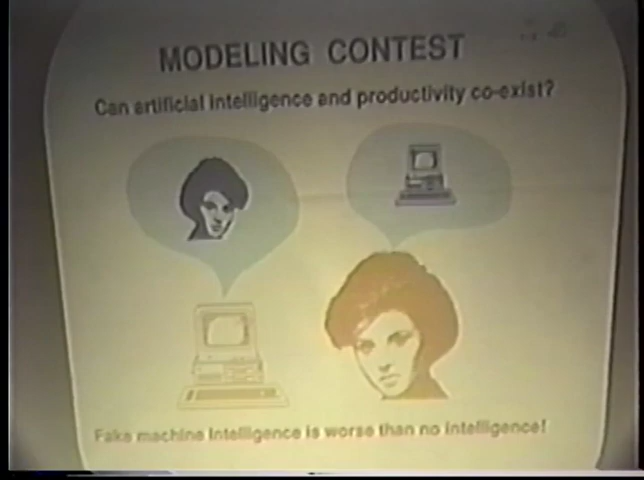 MODELING CONTEST
Can artificial intelligence and productivity co-exist?
Fake machine intelligence is worse than no intelligence!